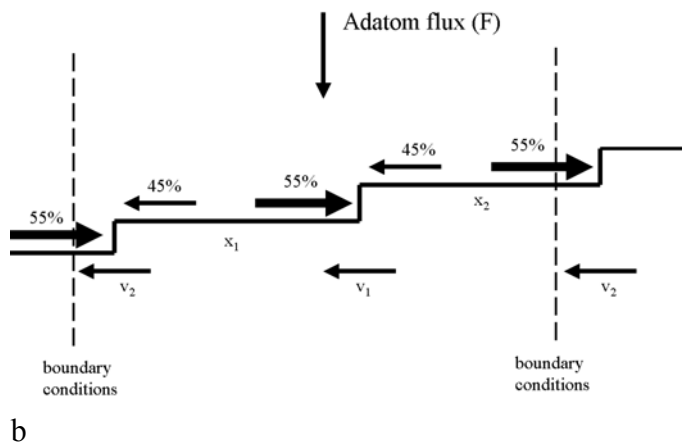 Adatom flux (F)
45%
55%
45%
55%
x₂
55%
x₁
v₂
v₁
v₂
boundary
conditions
boundary
conditions
b